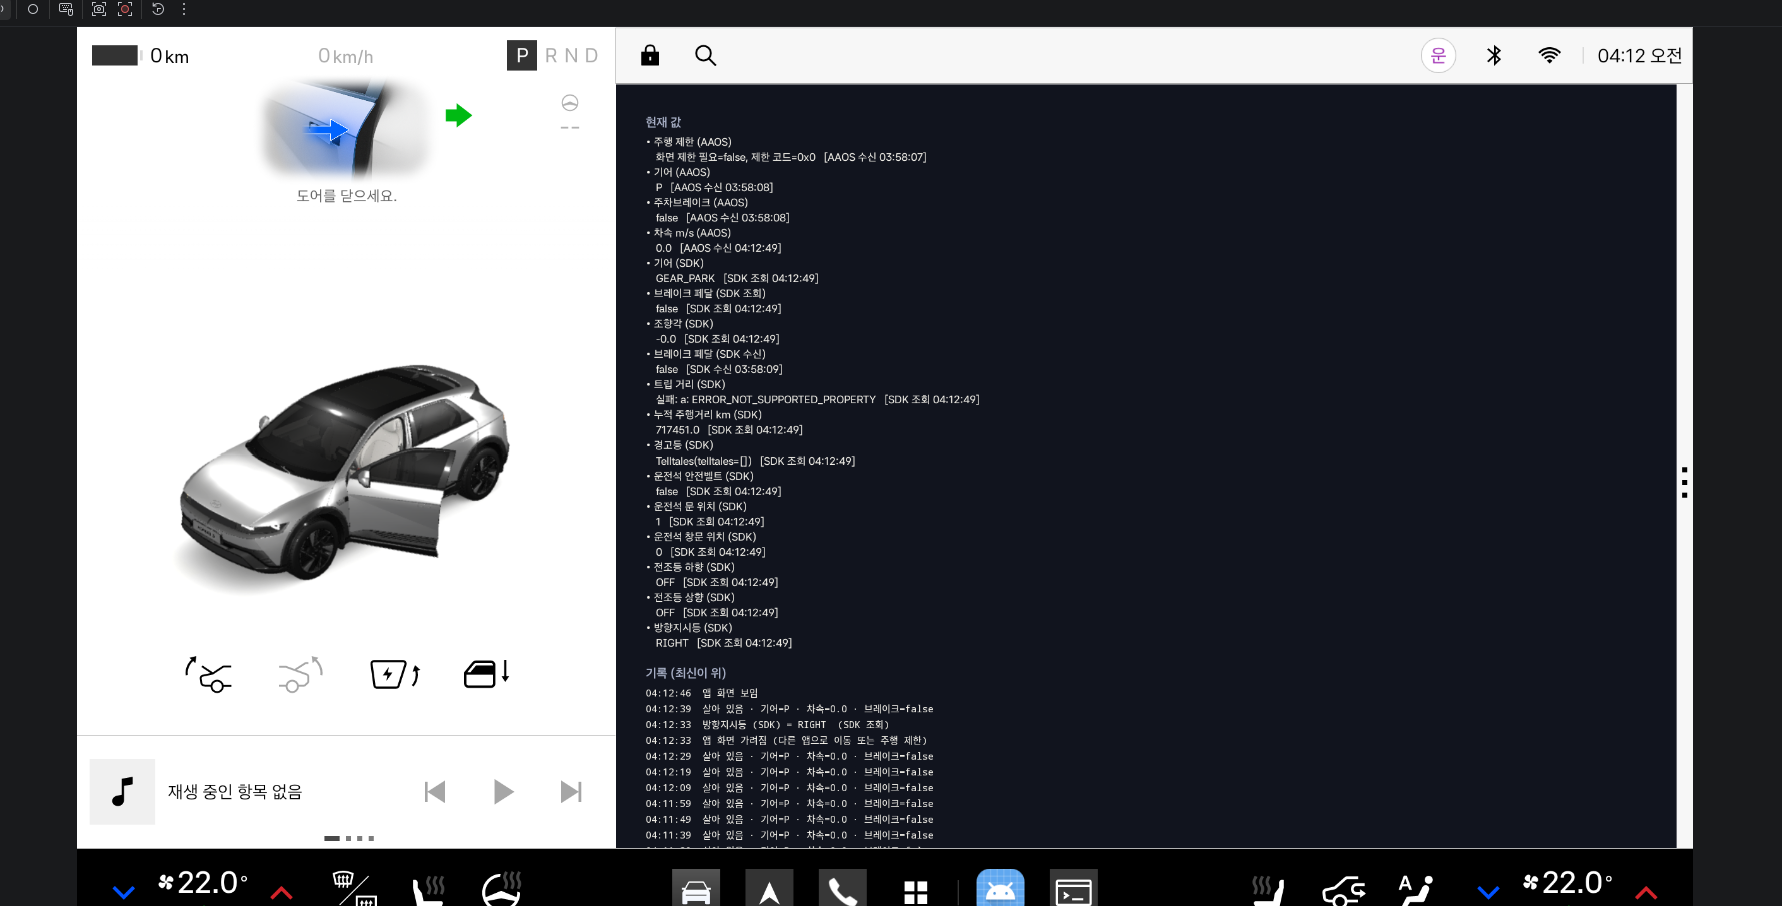 0 km
0 km/h
P R N D
도어를 닫으세요.
--
재생 중인 항목 없음
운
04:12 오전
현재 값
• 주행 제한 (AAOS)
화면 제한 필요=false, 제한 코드=0x0 [AAOS 수신 03:58:07]
• 기어 (AAOS)
P [AAOS 수신 03:58:08]
• 주차브레이크 (AAOS)
false [AAOS 수신 03:58:08]
• 차속 m/s (AAOS)
0.0 [AAOS 수신 04:12:49]
• 기어 (SDK)
GEAR_PARK [SDK 조회 04:12:49]
• 브레이크 페달 (SDK 조회)
false [SDK 조회 04:12:49]
• 조향각 (SDK)
-0.0 [SDK 조회 04:12:49]
• 브레이크 페달 (SDK 수신)
false [SDK 수신 03:58:09]
• 트립 거리 (SDK)
실패: a: ERROR_NOT_SUPPORTED_PROPERTY [SDK 조회 04:12:49]
• 누적 주행거리 km (SDK)
717451.0 [SDK 조회 04:12:49]
• 경고등 (SDK)
Telltales(telltales=[]) [SDK 조회 04:12:49]
• 운전석 안전벨트 (SDK)
false [SDK 조회 04:12:49]
• 운전석 문 위치 (SDK)
1 [SDK 조회 04:12:49]
• 운전석 창문 위치 (SDK)
0 [SDK 조회 04:12:49]
• 전조등 하향 (SDK)
OFF [SDK 조회 04:12:49]
• 전조등 상향 (SDK)
OFF [SDK 조회 04:12:49]
• 방향지시등 (SDK)
RIGHT [SDK 조회 04:12:49]
기록 (최신이 위)
04:12:46 앱 화면 보임
04:12:39 살아 있음 · 기어=P · 차속=0.0 · 브레이크=false
04:12:33 방향지시등 (SDK) = RIGHT (SDK 조회)
04:12:33 앱 화면 가려짐 (다른 앱으로 이동 또는 주행 제한)
04:12:29 살아 있음 · 기어=P · 차속=0.0 · 브레이크=false
04:12:19 살아 있음 · 기어=P · 차속=0.0 · 브레이크=false
04:12:09 살아 있음 · 기어=P · 차속=0.0 · 브레이크=false
04:11:59 살아 있음 · 기어=P · 차속=0.0 · 브레이크=false
04:11:49 살아 있음 · 기어=P · 차속=0.0 · 브레이크=false
04:11:39 살아 있음 · 기어=P · 차속=0.0 · 브레이크=false
22.0°
A
22.0°